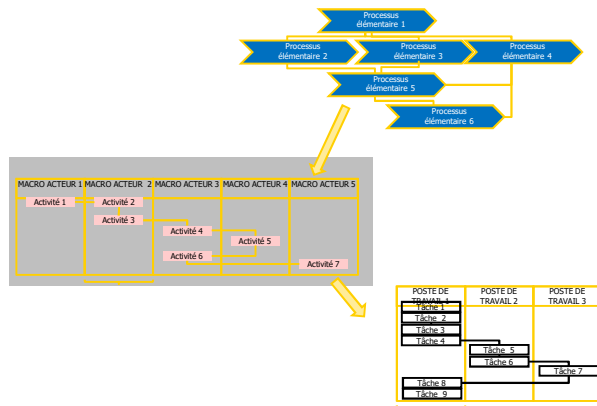 Processus
élémentaire 1
Processus
élémentaire 2
Processus
élémentaire 3
Processus
élémentaire 4
Processus
élémentaire 5
Processus
élémentaire 6
MACRO ACTEUR 1
MACRO ACTEUR 2
MACRO ACTEUR 3
MACRO ACTEUR 4
MACRO ACTEUR 5
Activité 1
Activité 2
Activité 3
Activité 4
Activité 5
Activité 6
Activité 7
POSTE DE
TRAVAIL 1
POSTE DE
TRAVAIL 2
POSTE DE
TRAVAIL 3
Tâche 1
Tâche 2
Tâche 3
Tâche 4
Tâche 5
Tâche 6
Tâche 7
Tâche 8
Tâche 9